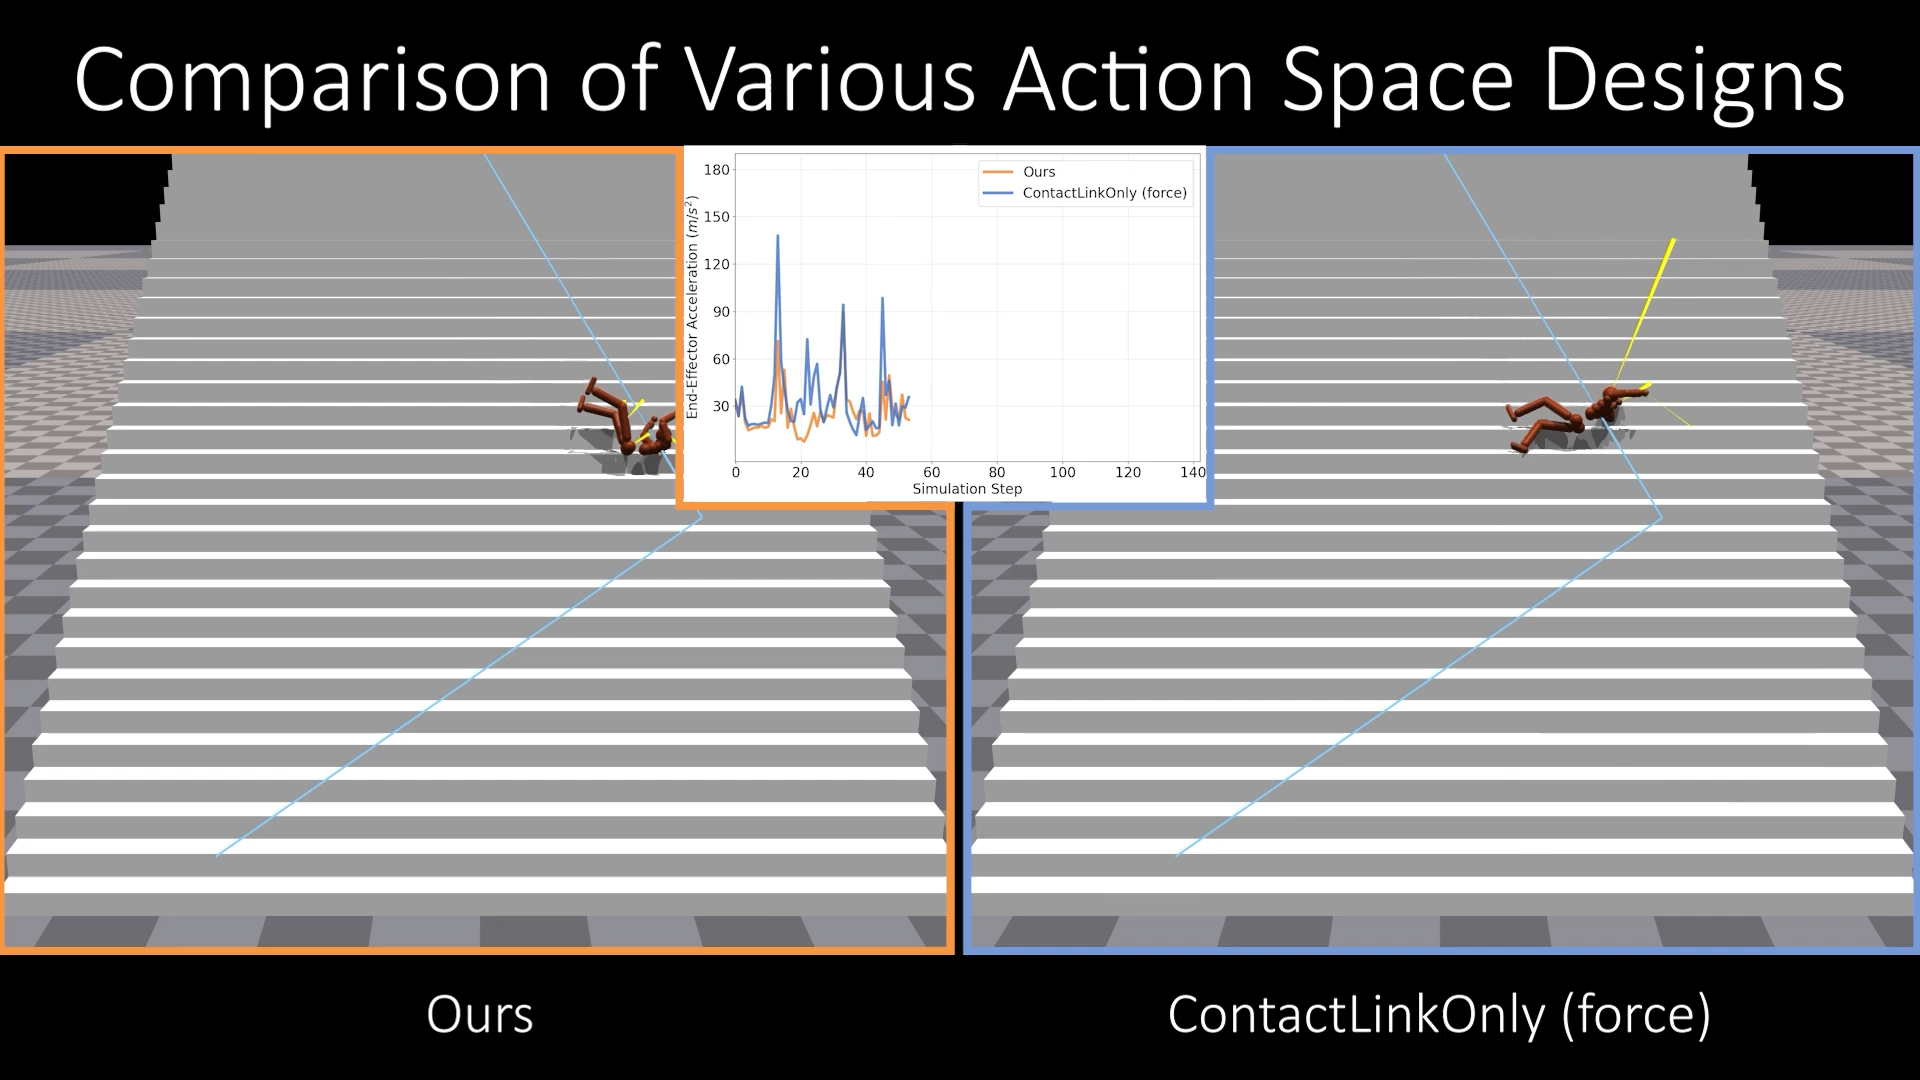 Comparison of Various Action Space Designs
180
150
120
90
60
30
End-Effector Acceleration (m/s²)
Ours
ContactLinkOnly (force)
0 20 40 60 80 100 120 140
Simulation Step
Ours
ContactLinkOnly (force)